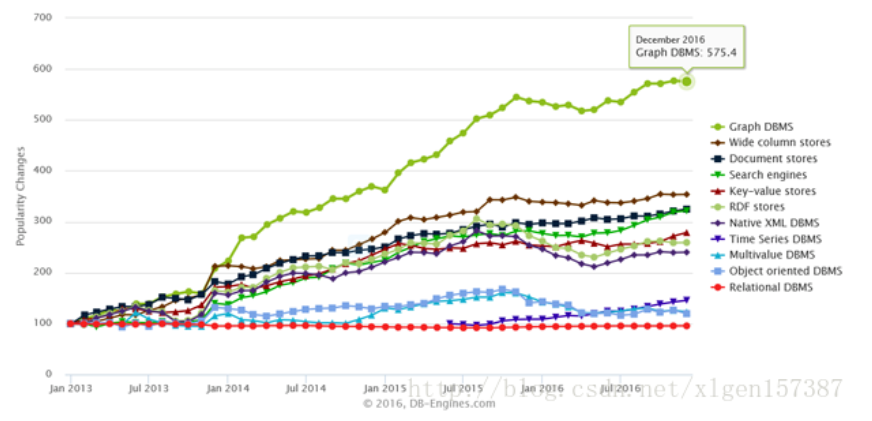 700
600
500
400
300
200
100
0
Popularity Changes
December 2016
Graph DBMS: 575.4
Graph DBMS
Wide column stores
Document stores
Search engines
Key-value stores
RDF stores
Native XML DBMS
Time Series DBMS
Multivalue DBMS
Object oriented DBMS
Relational DBMS
Jan 2013 Jul 2013 Jan 2014 Jul 2014 Jan 2015 Jul 2015 Jan 2016 Jul 2016
http://blog.csdn.net/xlgen157387
© 2016, DB-Engines.com